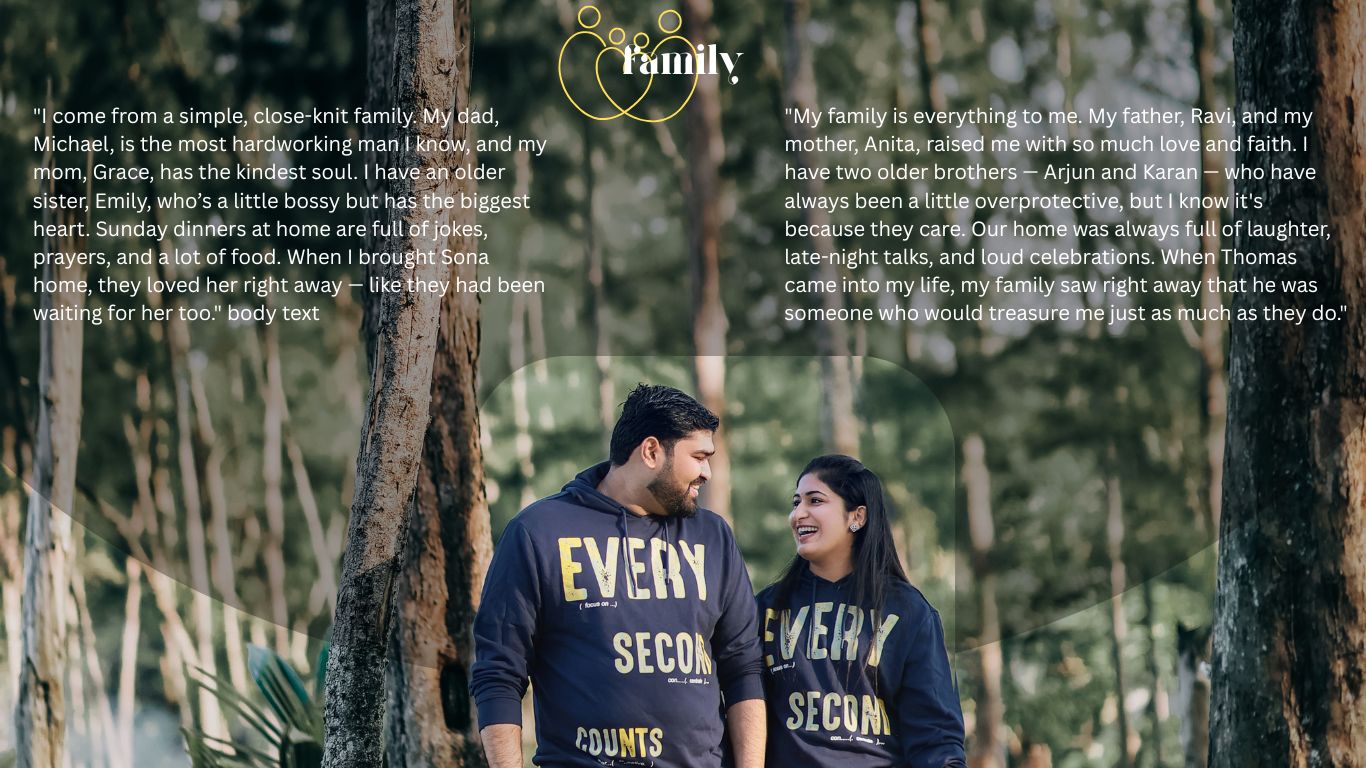 family
"I come from a simple, close-knit family. My dad,
Michael, is the most hardworking man I know, and my
mom, Grace, has the kindest soul. I have an older
sister, Emily, who’s a little bossy but has the biggest
heart. Sunday dinners at home are full of jokes,
prayers, and a lot of food. When I brought Sona
home, they loved her right away — like they had been
waiting for her too." body text
"My family is everything to me. My father, Ravi, and my
mother, Anita, raised me with so much love and faith. I
have two older brothers — Arjun and Karan — who have
always been a little overprotective, but I know it's
because they care. Our home was always full of laughter,
late-night talks, and loud celebrations. When Thomas
came into my life, my family saw right away that he was
someone who would treasure me just as much as they do."
EVERY
( focus on ...)
SECON
COUNTS
EVERY
SECON